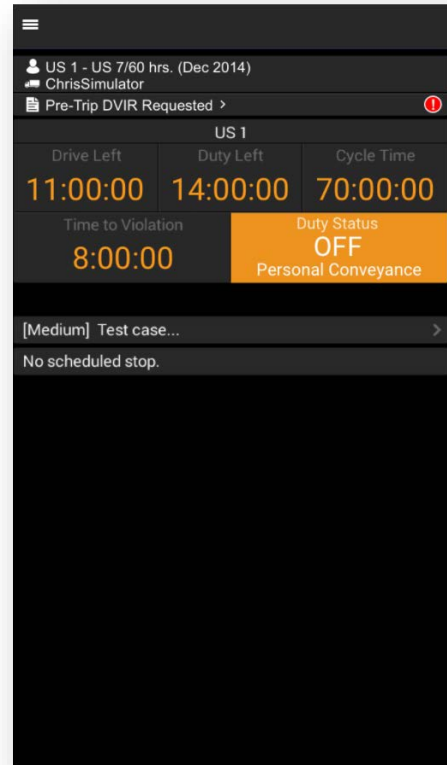 US 1 - US 7/60 hrs. (Dec 2014)
ChrisSimulator
Pre-Trip DVIR Requested >
US 1
Drive Left Duty Left Cycle Time
11:00:00 14:00:00 70:00:00
Time to Violation Duty Status
8:00:00 OFF
Personal Conveyance
[Medium] Test case... >
No scheduled stop.